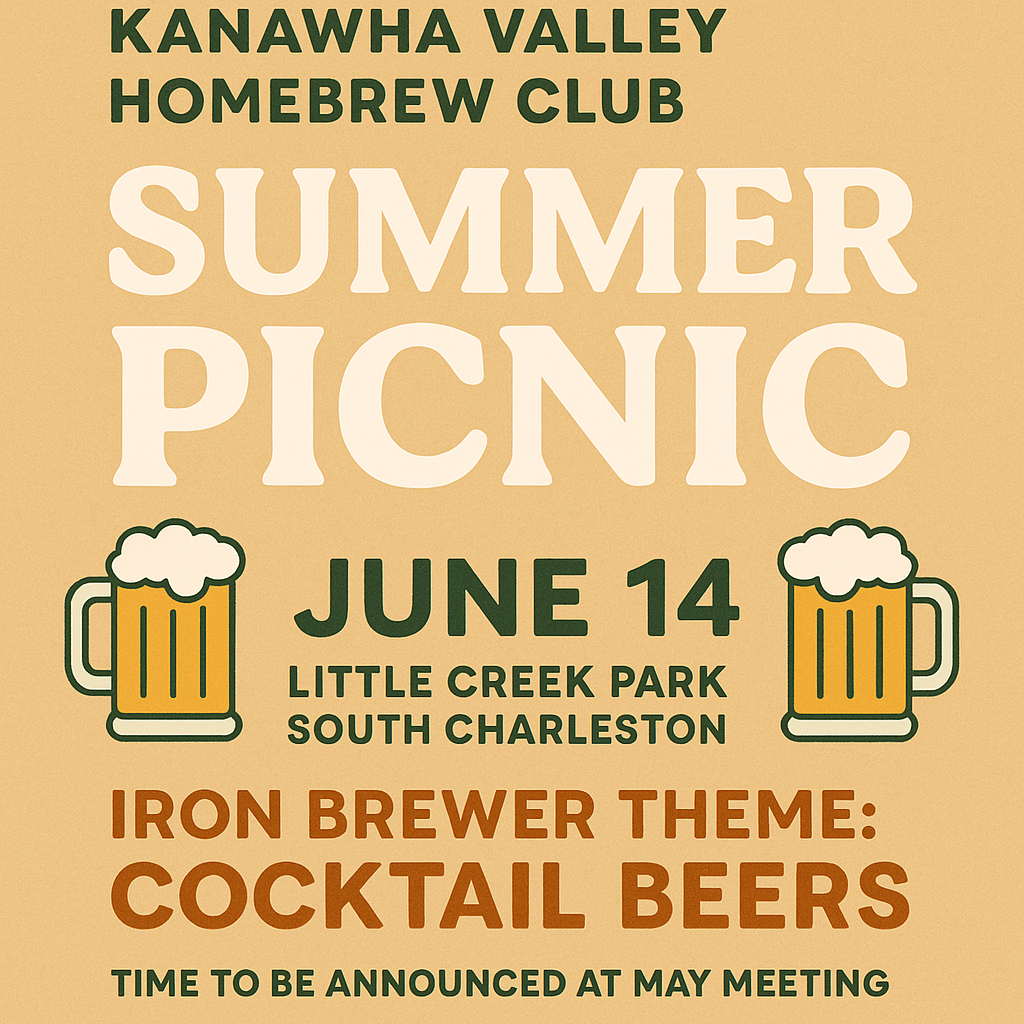 KANAWHA VALLEY
HOMEBREW CLUB
SUMMER
PICNIC
JUNE 14
LITTLE CREEK PARK
SOUTH CHARLESTON
IRON BREWER THEME:
COCKTAIL BEERS
TIME TO BE ANNOUNCED AT MAY MEETING